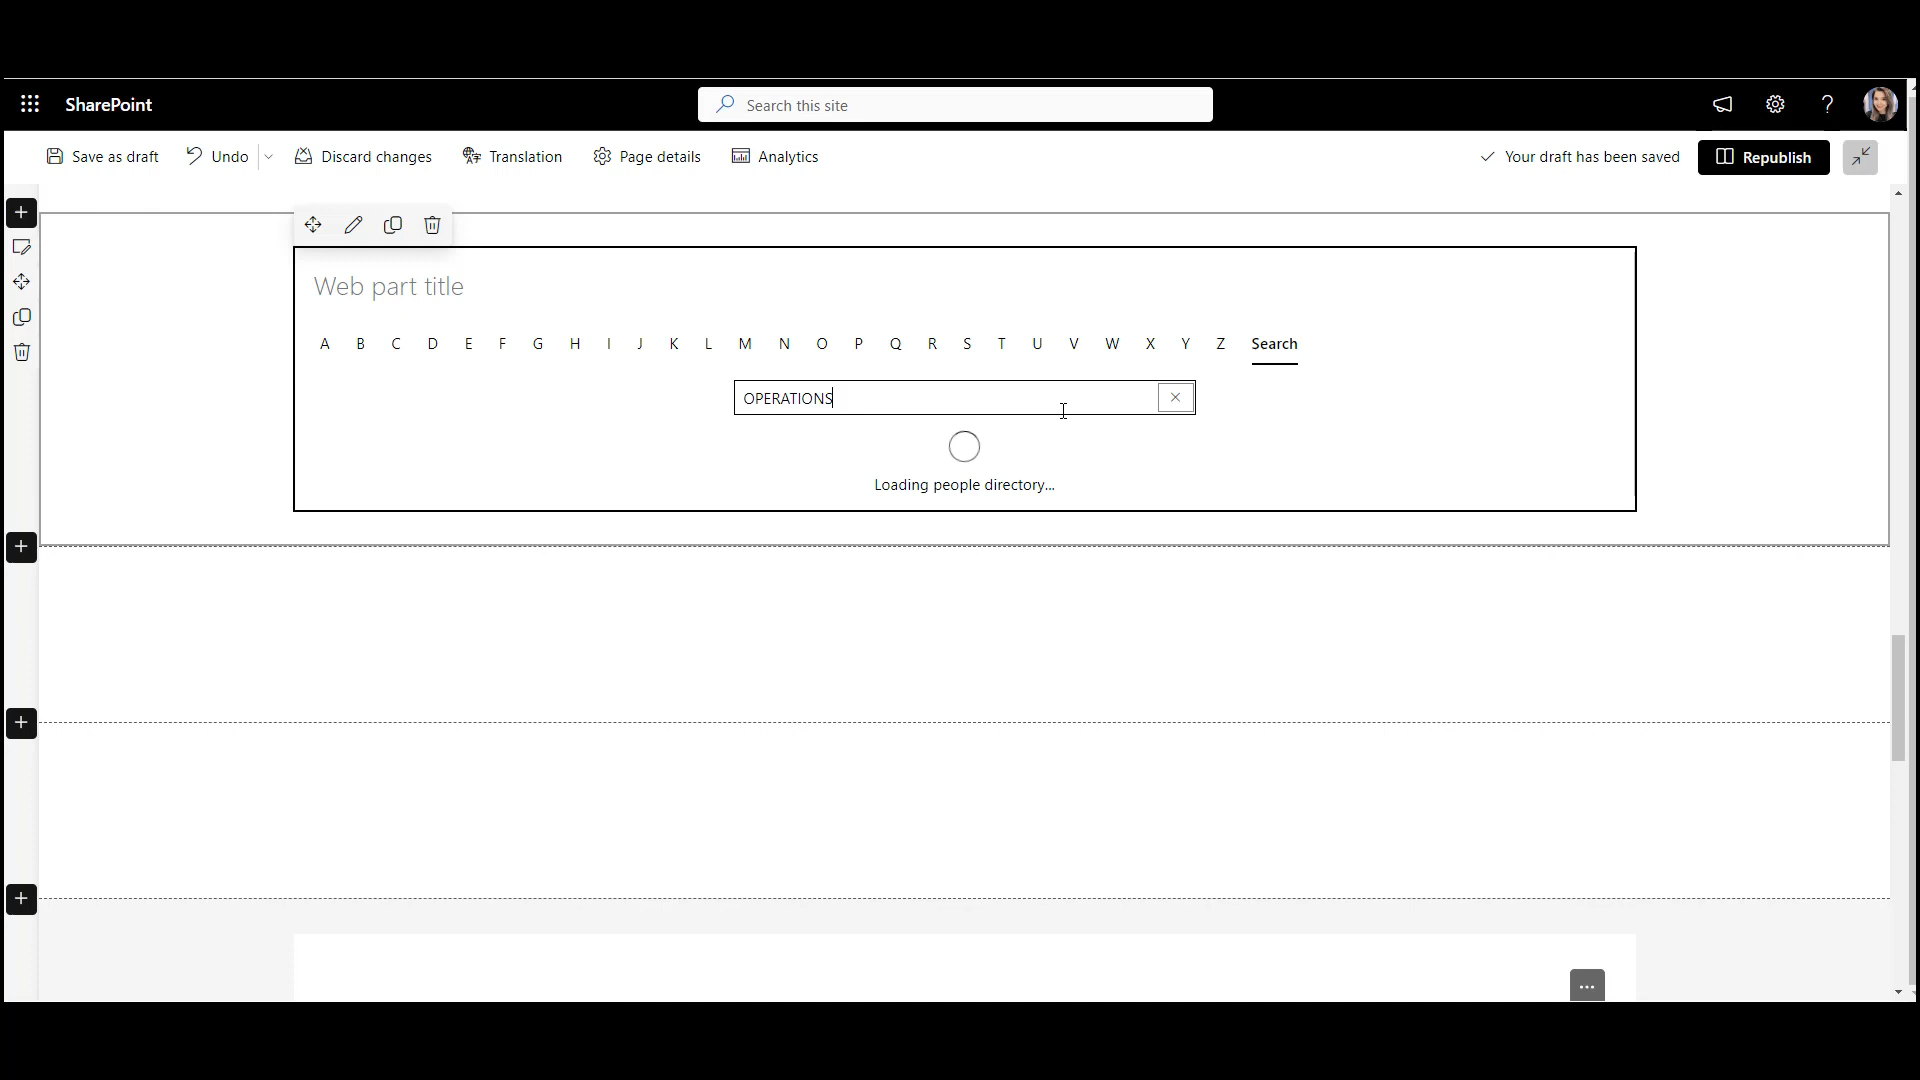 SharePoint
Search this site
Save as draft Undo Discard changes Translation Page details Analytics Your draft has been saved Republish
Web part title
A B C D E F G H I J K L M N O P Q R S T U V W X Y Z Search
OPERATIONS
Loading people directory...